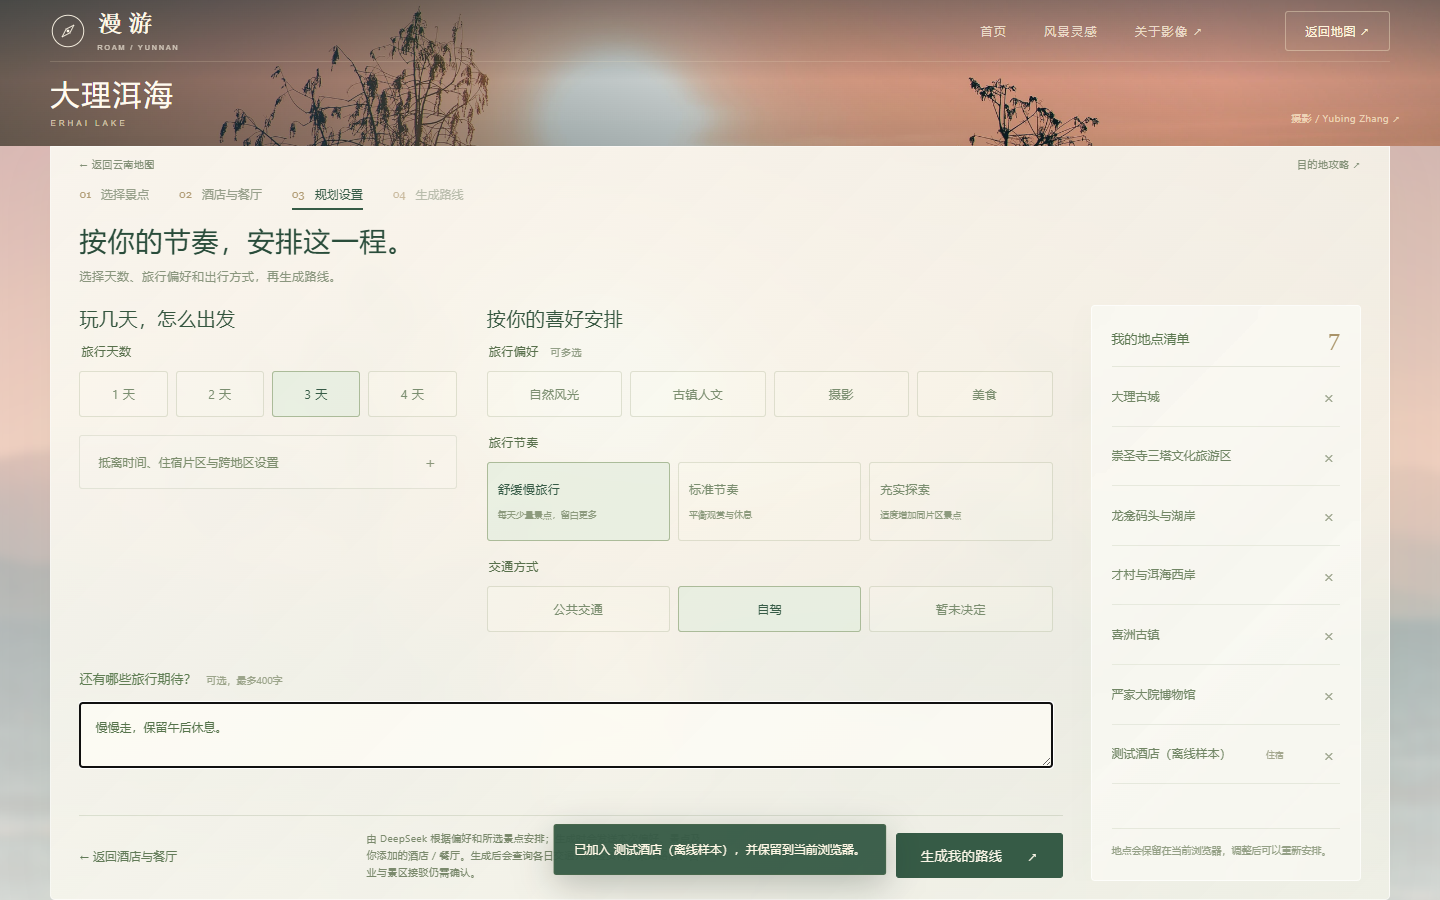 漫游
ROAM / YUNNAN
首页
风景灵感
关于影像 ↗
返回地图 ↗
大理洱海
ERHAI LAKE
摄影 / Yubing Zhang ↗
← 返回云南地图
目的地攻略 ↗
01 选择景点
02 酒店与餐厅
03 规划设置
04 生成路线
按你的节奏，安排这一程。
选择天数、旅行偏好和出行方式，再生成路线。
玩几天，怎么出发
旅行天数
1 天
2 天
3 天
4 天
抵离时间、住宿片区与跨地区设置 +
按你的喜好安排
旅行偏好 可多选
自然风光
古镇人文
摄影
美食
旅行节奏
舒缓慢旅行
每天少量景点，留白更多
标准节奏
平衡观赏与休息
充实探索
适度增加同片区景点
交通方式
公共交通
自驾
暂未决定
还有哪些旅行期待？ 可选，最多400字
慢慢走，保留午后休息。
← 返回酒店与餐厅
由 DeepSeek 根据偏好和所选景点安排；
你添加的酒店 / 餐厅。生成后会查询各日
业与景区接驳仍需确认。
已加入 测试酒店（离线样本），并保留到当前浏览器。
生成我的路线 ↗
我的地点清单 7
大理古城 ×
崇圣寺三塔文化旅游区 ×
龙龛码头与湖岸 ×
才村与洱海西岸 ×
喜洲古镇 ×
严家大院博物馆 ×
测试酒店（离线样本） 住宿 ×
地点会保留在当前浏览器，调整后可以重新安排。